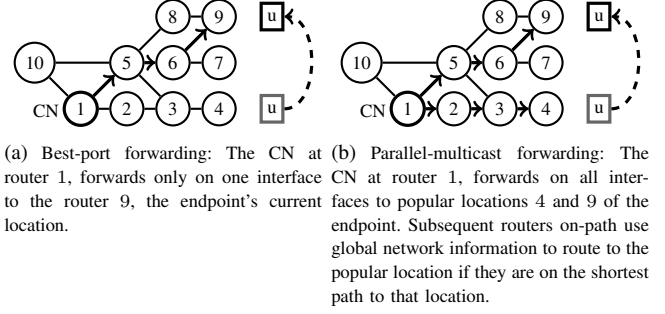 8 9 u
10 5 6 7
CN 1 2 3 4 u
8 9 u
10 5 6 7
CN 1 2 3 4 u
(a) Best-port forwarding: The CN at
router 1, forwards only on one interface
to the router 9, the endpoint's current
location.
(b) Parallel-multicast forwarding: The
CN at router 1, forwards on all inter-
faces to popular locations 4 and 9 of the
endpoint. Subsequent routers on-path use
global network information to route to the
popular location if they are on the shortest
path to that location.